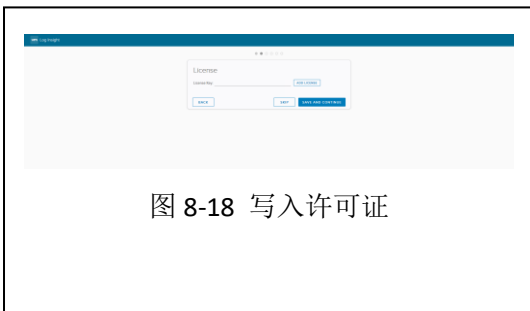 vm Log Insight
License
License Key ADD LICENSE
BACK SKIP SAVE AND CONTINUE
图 8-18 写入许可证